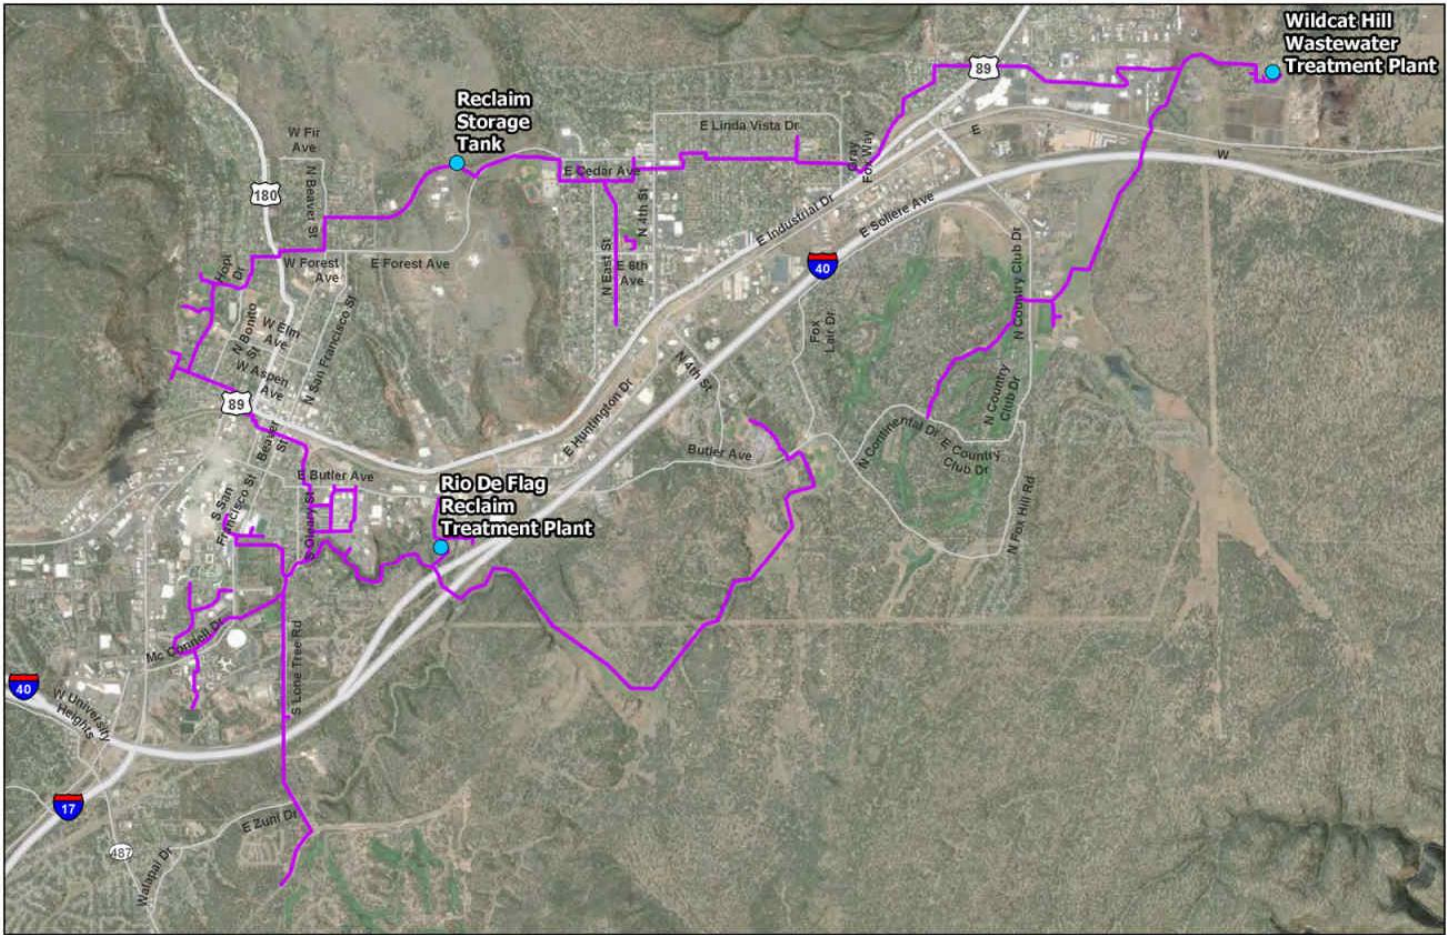 Wildcat Hill
Wastewater
Treatment Plant
89
Reclaim
Storage
Tank
E Linda Vista Dr
W Fir
Ave
E
Gray
Fox Way
W
E Cedar Ave
N Beaver St
180
N 4th St
E Industrial Dr
E Soliere Ave
W Forest
Ave
E Forest Ave
Hopi
Dr
N East St
E 6th
Ave
40
N Country Club Dr
N Bonito
St
W Elm
Ave
N San Francisco St
Fox
Lair Dr
W Aspen
Ave
N 4th St
89
E Huntington Dr
N Country
Club Dr
Beaver
St
N Continental Dr
E Country
Club Dr
Butler Ave
E Butler Ave
Rio De Flag
Reclaim
Treatment Plant
S San
Francisco St
S Oleary St
N Fox Hill Rd
Mc Connell Dr
S Lone Tree Rd
40
W University
Heights
17
E Zuni Dr
487
Walapai Dr